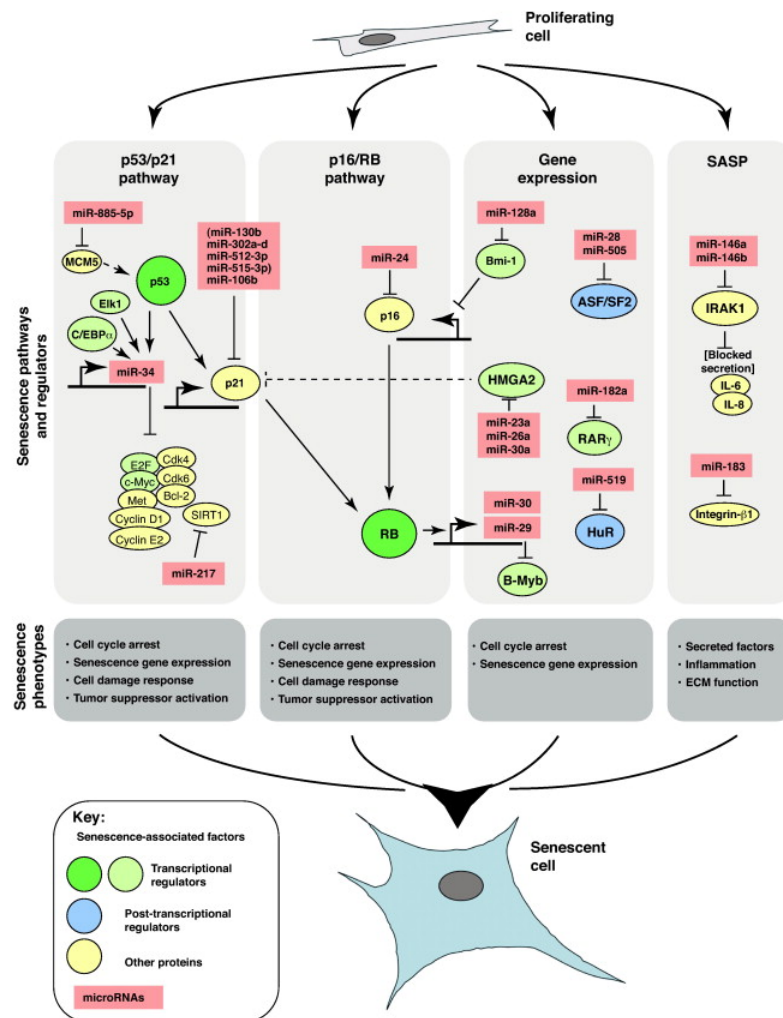 Proliferating
cell
Senescence pathways
and regulators
p53/p21
pathway
miR-885-5p
MCM5
p53
(miR-130b
miR-302a-d
miR-512-3p
miR-515-3p)
miR-106b
Elk1
C/EBPα
miR-34
p21
E2F
Cdk4
c-Myc
Cdk6
Met
Bcl-2
Cyclin D1
SIRT1
Cyclin E2
miR-217
p16/RB
pathway
miR-24
p16
RB
Gene
expression
miR-128a
Bmi-1
miR-28
miR-505
ASF/SF2
HMGA2
miR-23a
miR-26a
miR-30a
miR-182a
RARγ
miR-30
miR-29
B-Myb
miR-519
HuR
SASP
miR-146a
miR-146b
IRAK1
[Blocked
secretion]
IL-6
IL-8
miR-183
Integrin-β1
Senescence
phenotypes
• Cell cycle arrest
• Senescence gene expression
• Cell damage response
• Tumor suppressor activation
• Cell cycle arrest
• Senescence gene expression
• Cell damage response
• Tumor suppressor activation
• Cell cycle arrest
• Senescence gene expression
• Secreted factors
• Inflammation
• ECM function
Key:
Senescence-associated factors
Transcriptional
regulators
Post-transcriptional
regulators
Other proteins
microRNAs
Senescent
cell